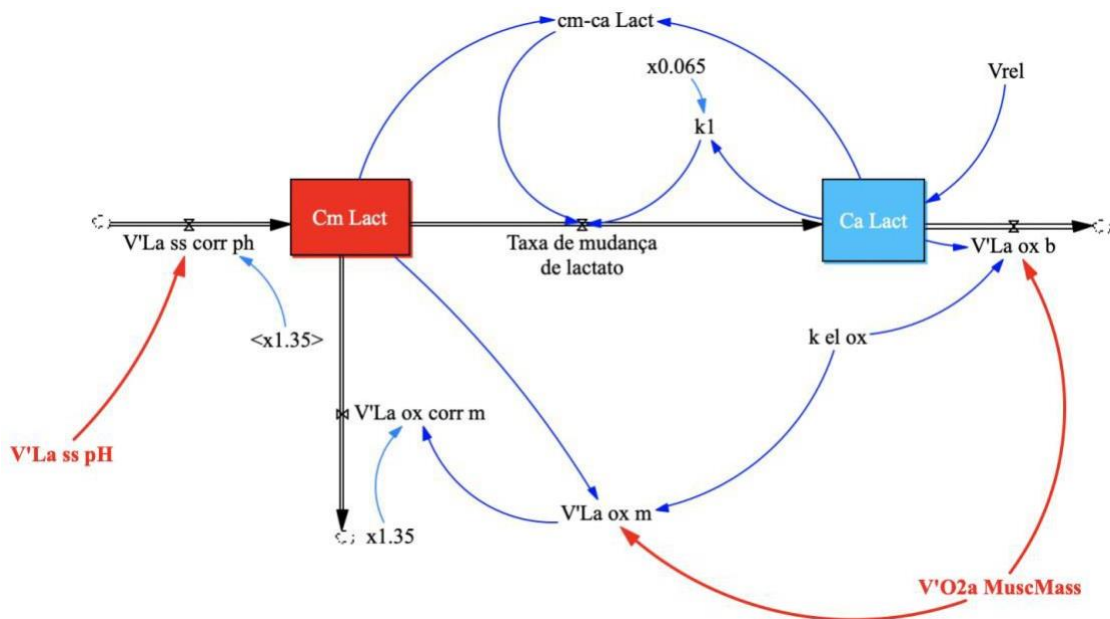 cm-ca Lact
x0.065
Vrel
k1
Cm Lact
Ca Lact
V'La ss corr ph
Taxa de mudança
de lactato
V'La ox b
<x1.35>
k el ox
V'La ox corr m
V'La ss pH
V'La ox m
x1.35
V'O2a MuscMass